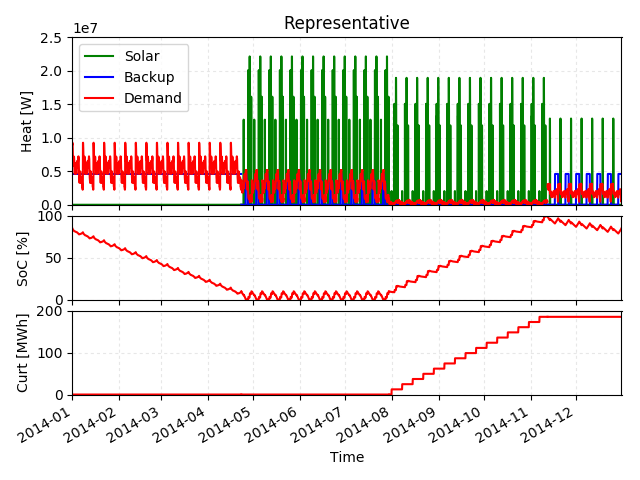 Representative
1e7
2.5
2.0
1.5
1.0
0.5
0.0
Heat [W]
Solar
Backup
Demand
100
50
0
SoC [%]
200
100
0
Curt [MWh]
2014-01
2014-02
2014-03
2014-04
2014-05
2014-06
2014-07
2014-08
2014-09
2014-10
2014-11
2014-12
Time